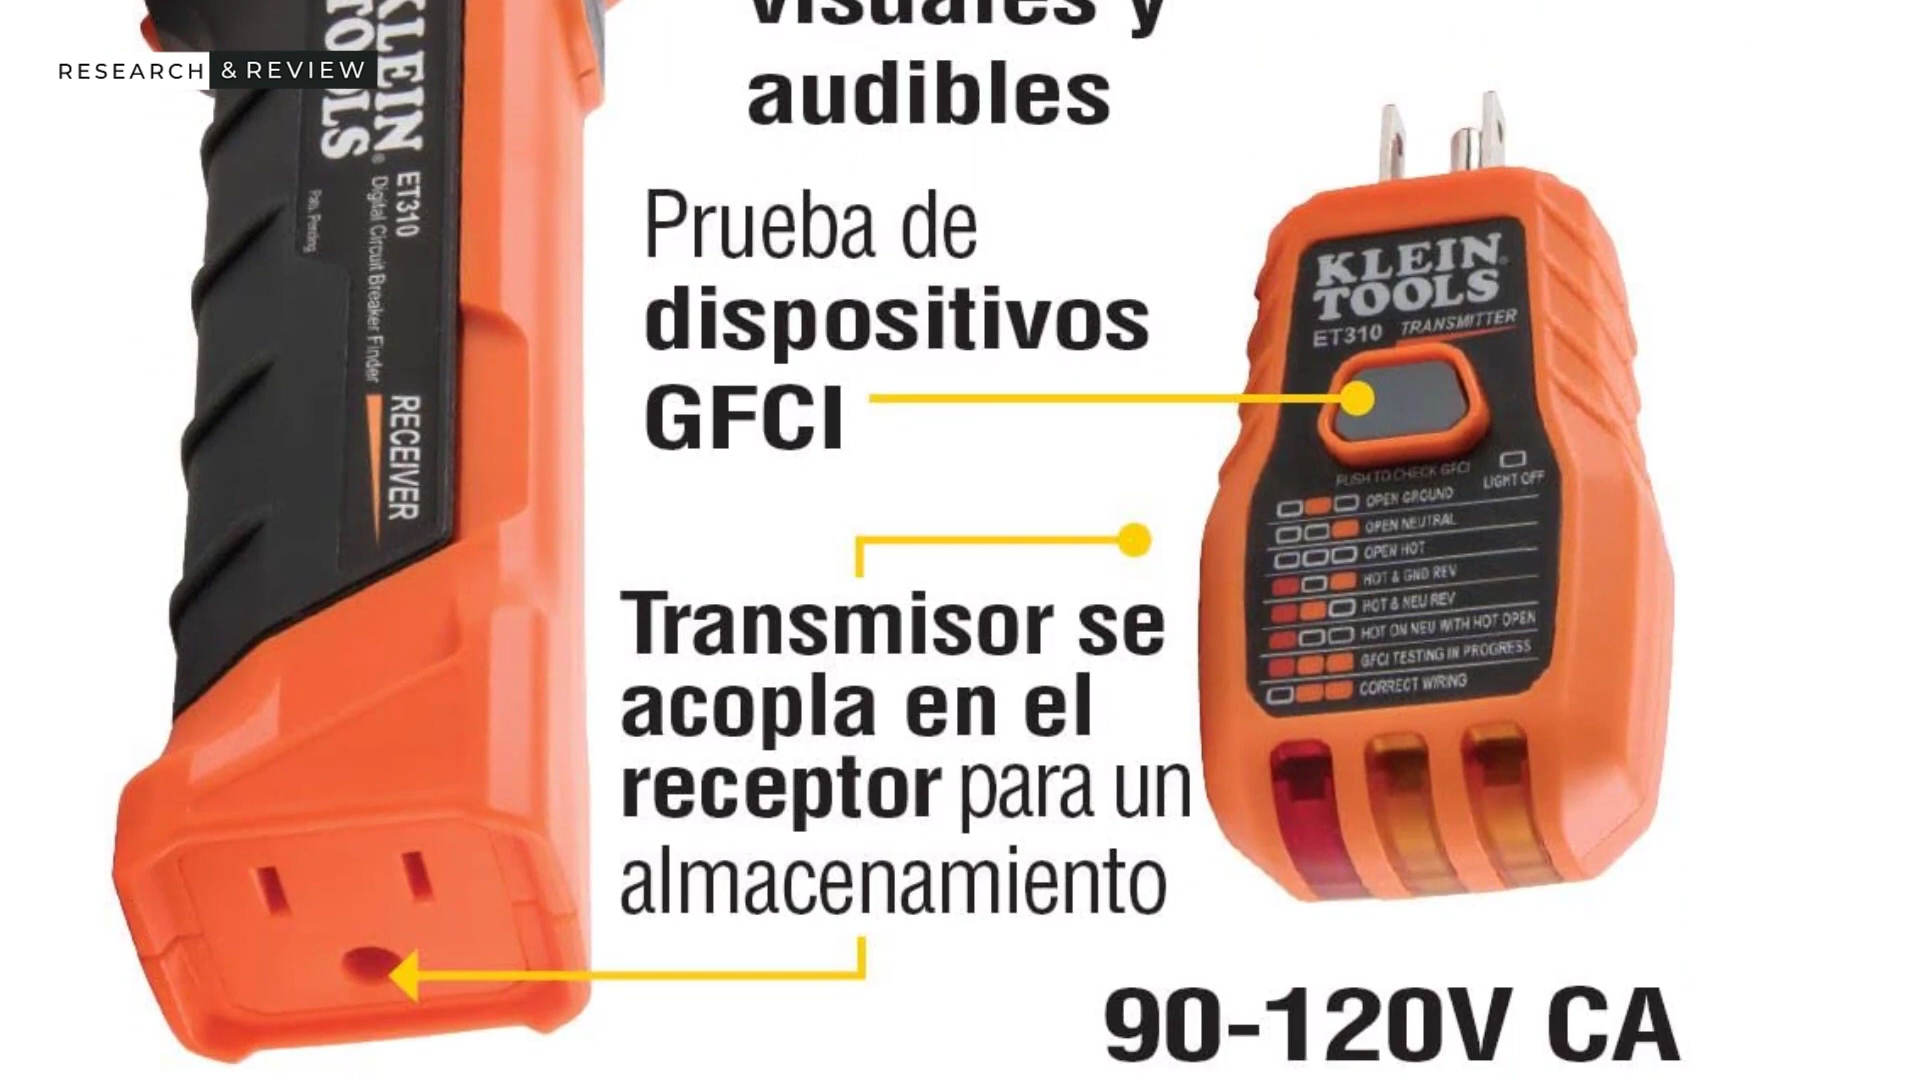 visuales y
audibles
RESEARCH & REVIEW
KLEIN
TOOLS
ET310
Digital Circuit Breaker Finder
Pats. Pending
RECEIVER
Prueba de
dispositivos
GFCI
Transmisor se
acopla en el
receptor para un
almacenamiento
KLEIN
TOOLS
ET310 TRANSMITTER
PUSH TO CHECK GFCI
LIGHT OFF
OPEN GROUND
OPEN NEUTRAL
OPEN HOT
HOT & GND REV
HOT & NEU REV
HOT ON NEU WITH HOT OPEN
GFCI TESTING IN PROGRESS
CORRECT WIRING
90-120V CA